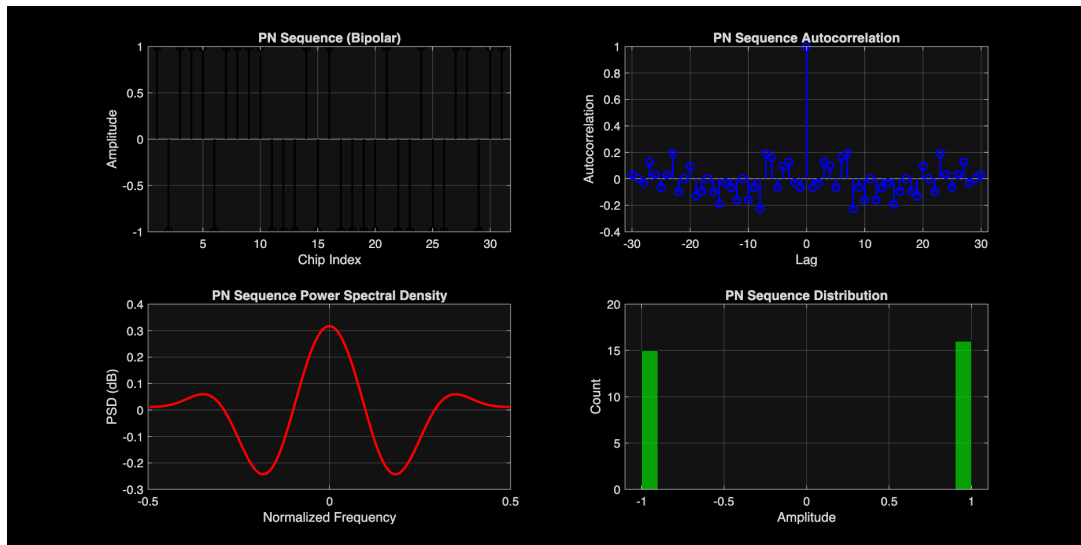 PN Sequence (Bipolar)
1
0.5
0
-0.5
-1
Amplitude
5 10 15 20 25 30
Chip Index
PN Sequence Autocorrelation
1
0.8
0.6
0.4
0.2
0
-0.2
-0.4
Autocorrelation
-30 -20 -10 0 10 20 30
Lag
PN Sequence Power Spectral Density
0.4
0.3
0.2
0.1
0
-0.1
-0.2
-0.3
PSD (dB)
-0.5 0 0.5
Normalized Frequency
PN Sequence Distribution
20
15
10
5
0
Count
-1 -0.5 0 0.5 1
Amplitude